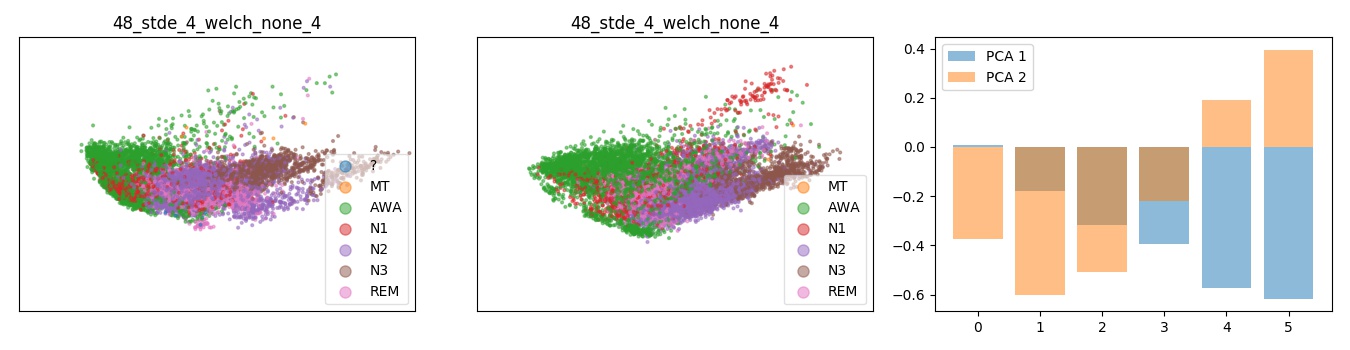 48_stde_4_welch_none_4
?
MT
AWA
N1
N2
N3
REM
48_stde_4_welch_none_4
MT
AWA
N1
N2
N3
REM
PCA 1
PCA 2
0.4
0.2
0.0
−0.2
−0.4
−0.6
0 1 2 3 4 5